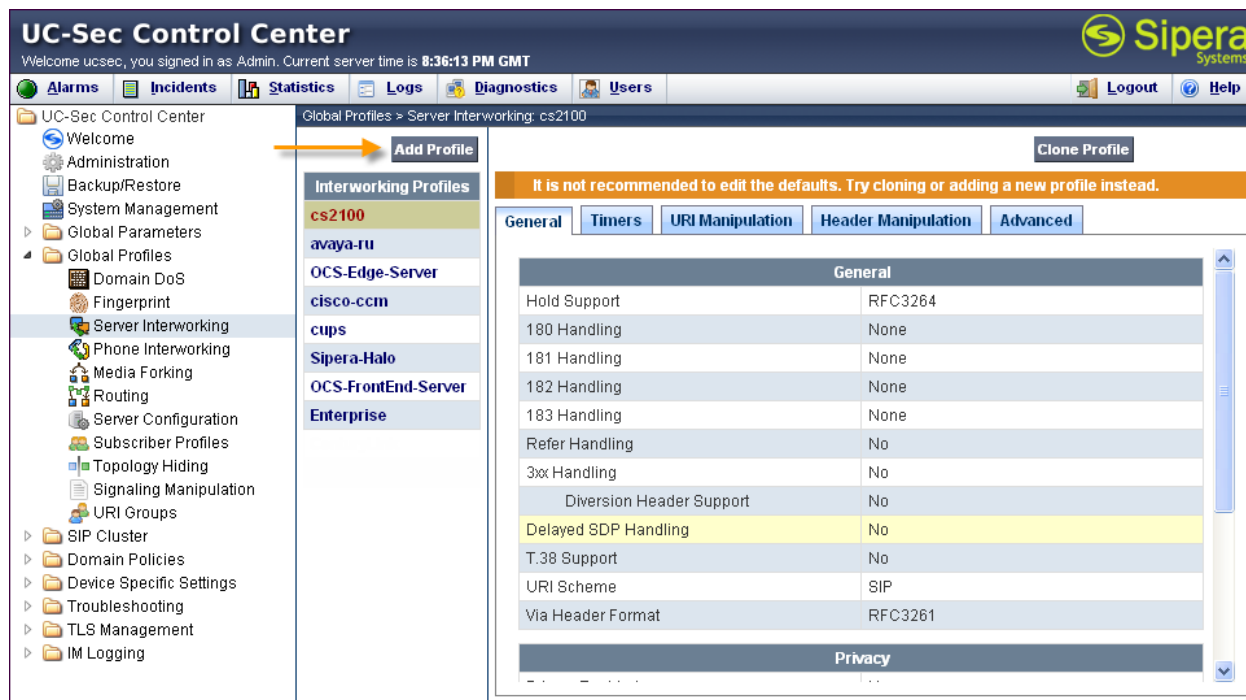 UC-Sec Control Center
Sipera
Systems
Welcome ucsec, you signed in as Admin. Current server time is 8:36:13 PM GMT
Alarms Incidents Statistics Logs Diagnostics Users Logout Help
UC-Sec Control Center
Welcome
Administration
Backup/Restore
System Management
Global Parameters
Global Profiles
Domain DoS
Fingerprint
Server Interworking
Phone Interworking
Media Forking
Routing
Server Configuration
Subscriber Profiles
Topology Hiding
Signaling Manipulation
URI Groups
SIP Cluster
Domain Policies
Device Specific Settings
Troubleshooting
TLS Management
IM Logging
Global Profiles > Server Interworking: cs2100
Add Profile
Interworking Profiles
cs2100
avaya-ru
OCS-Edge-Server
cisco-ccm
cups
Sipera-Halo
OCS-FrontEnd-Server
Enterprise
Clone Profile
It is not recommended to edit the defaults. Try cloning or adding a new profile instead.
General Timers URI Manipulation Header Manipulation Advanced
General
Hold Support RFC3264
180 Handling None
181 Handling None
182 Handling None
183 Handling None
Refer Handling No
3xx Handling No
Diversion Header Support No
Delayed SDP Handling No
T.38 Support No
URI Scheme SIP
Via Header Format RFC3261
Privacy